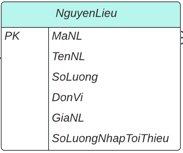 NguyenLieu
PK MaNL
TenNL
SoLuong
DonVi
GiaNL
SoLuongNhapToiThieu